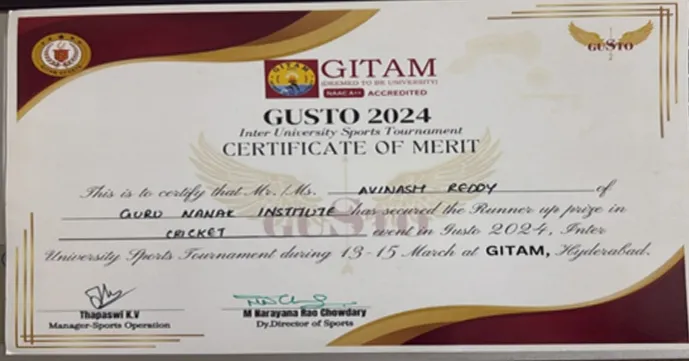 GUSTO
GITAM
GITAM
(DEEMED TO BE UNIVERSITY)
NAAC A++ ACCREDITED
GUSTO 2024
Inter University Sports Tournament
CERTIFICATE OF MERIT
This is to certify that Mr. /Ms. AVINASH REDDY of
GURU NANAK INSTITUTE has secured the Runner up prize in
CRICKET event in Gusto 2024, Inter
University Sports Tournament during 13-15 March at GITAM, Hyderabad.
GUSTO
Thapaswi K.V
Manager-Sports Operation
M Narayana Rao Chowdary
Dy.Director of Sports